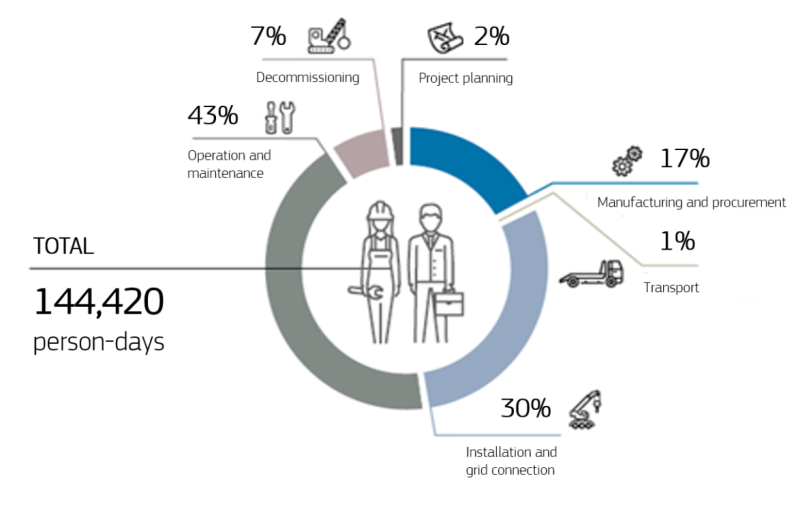 7%
Decommissioning
2%
Project planning
43%
Operation and
maintenance
17%
Manufacturing and procurement
1%
Transport
TOTAL
144,420
person-days
30%
Installation and
grid connection